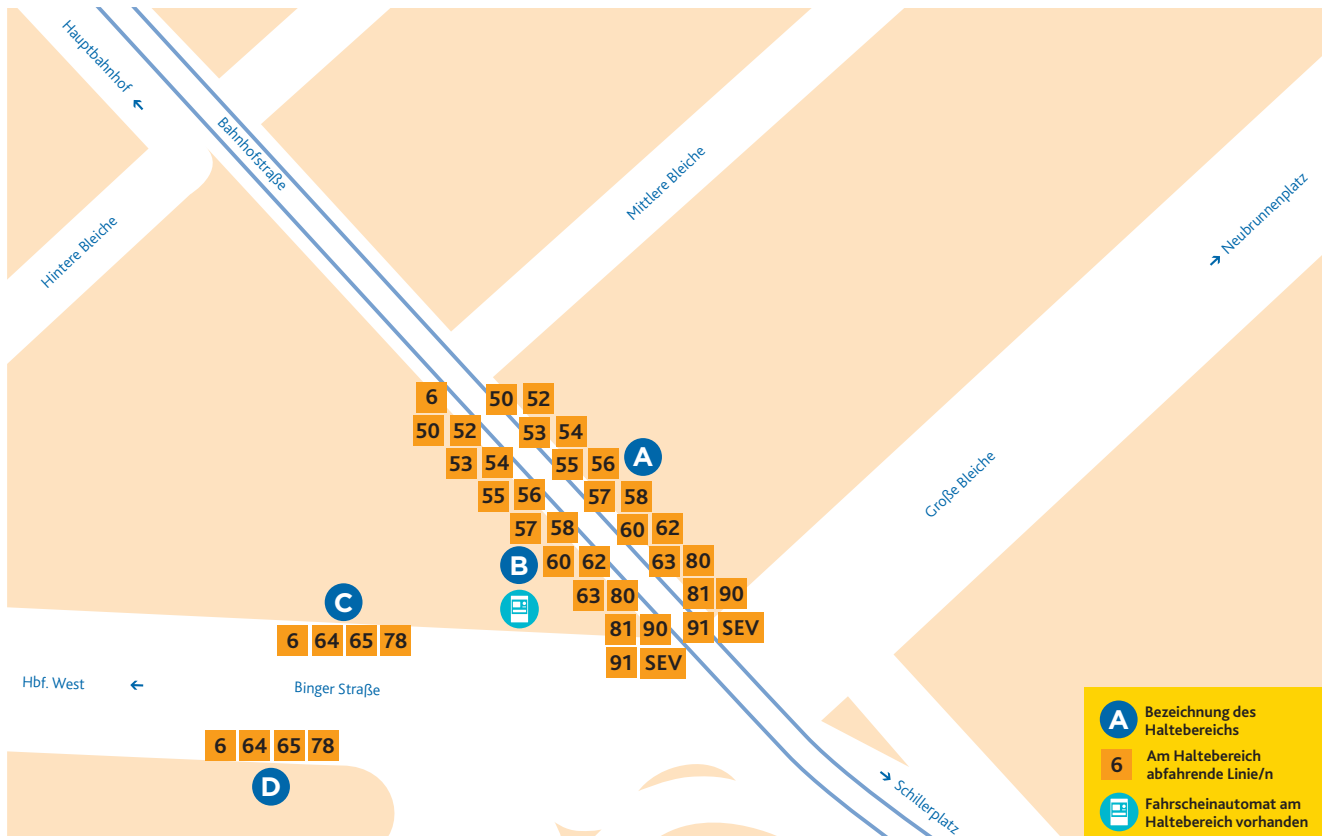 Hauptbahnhof
Bahnhofstraße
Hintere Bleiche
Mittlere Bleiche
Neubrunnenplatz
Große Bleiche
6 50 52
50 52 53 54
A
53 54 55 56
55 56 57 58
57 58 60 62
B
60 62 63 80
63 80 81 90
81 90 91 SEV
91 SEV
C
6 64 65 78
Hbf. West
Binger Straße
6 64 65 78
D
Schillerplatz
A Bezeichnung des
Haltebereichs
6 Am Haltebereich
abfahrende Linie/n
Fahrscheinautomat am
Haltebereich vorhanden